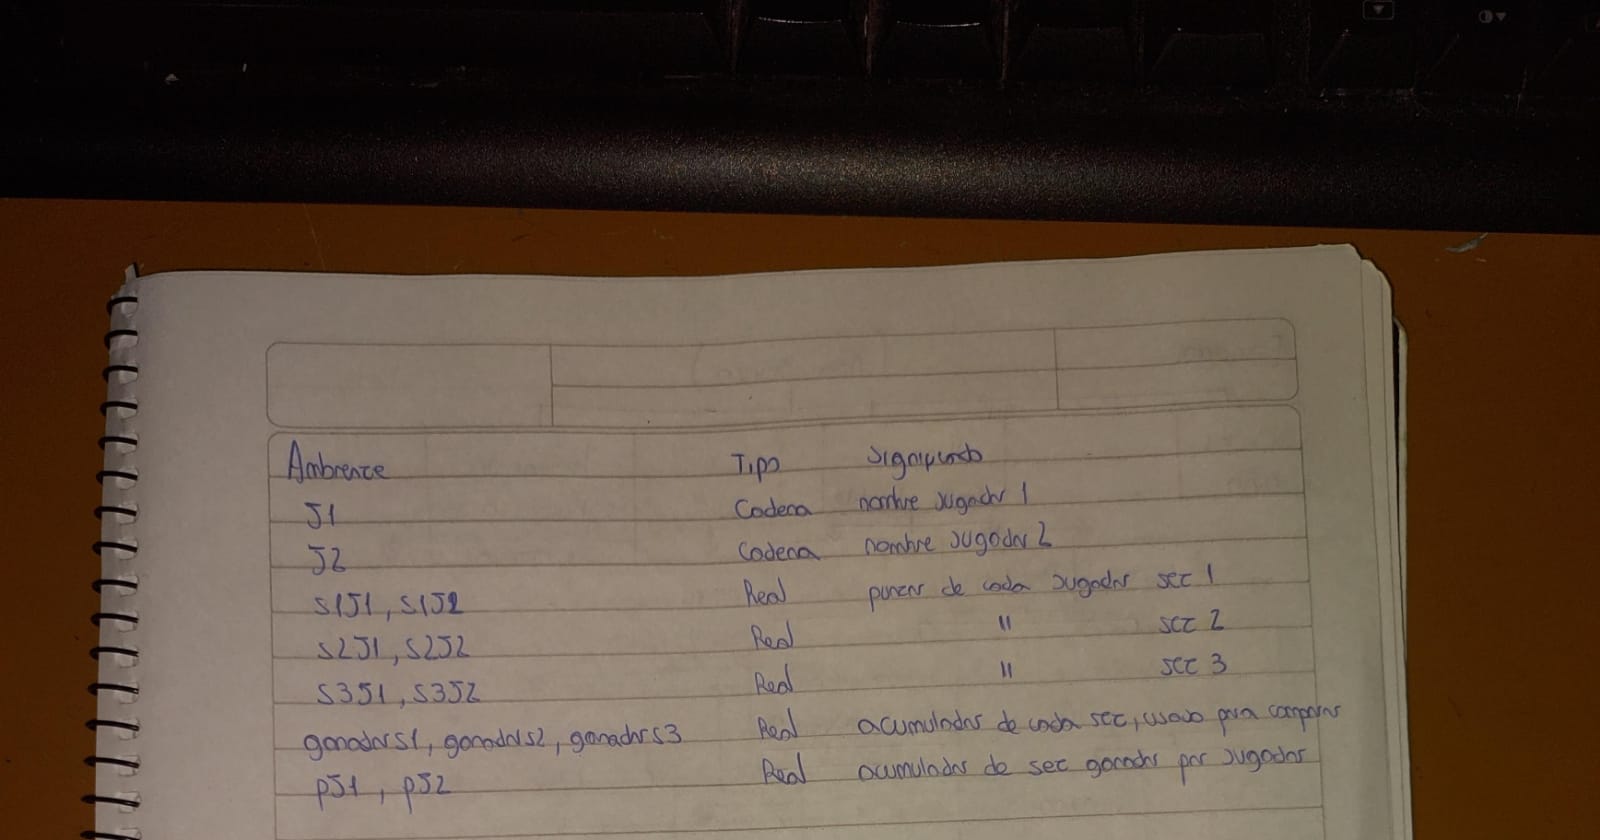 Ambiente Tipo Significado
J1 Cadena nombre Jugador 1
J2 Cadena nombre Jugador 2
S1J1, S1J2 Real puntos de cada Jugador set 1
S2J1, S2J2 Real " set 2
S3J1, S3J2 Real " set 3
ganadorS1, ganadorS2, ganadorS3 Real acumulador de cada set, usado para comparar
pJ1, pJ2 Real acumulador de set ganados por Jugador